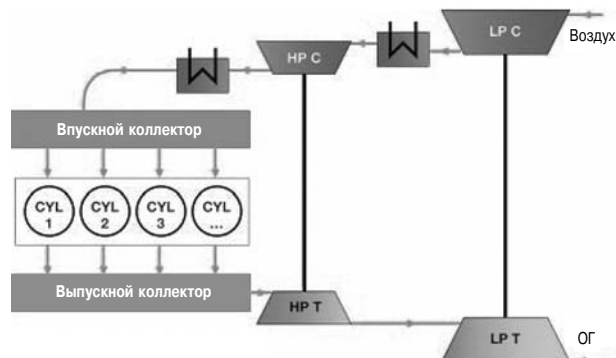 LP C
Воздух
HP C
Впускной коллектор
CYL
1
CYL
2
CYL
3
CYL
...
Выпускной коллектор
HP T
LP T
ОГ